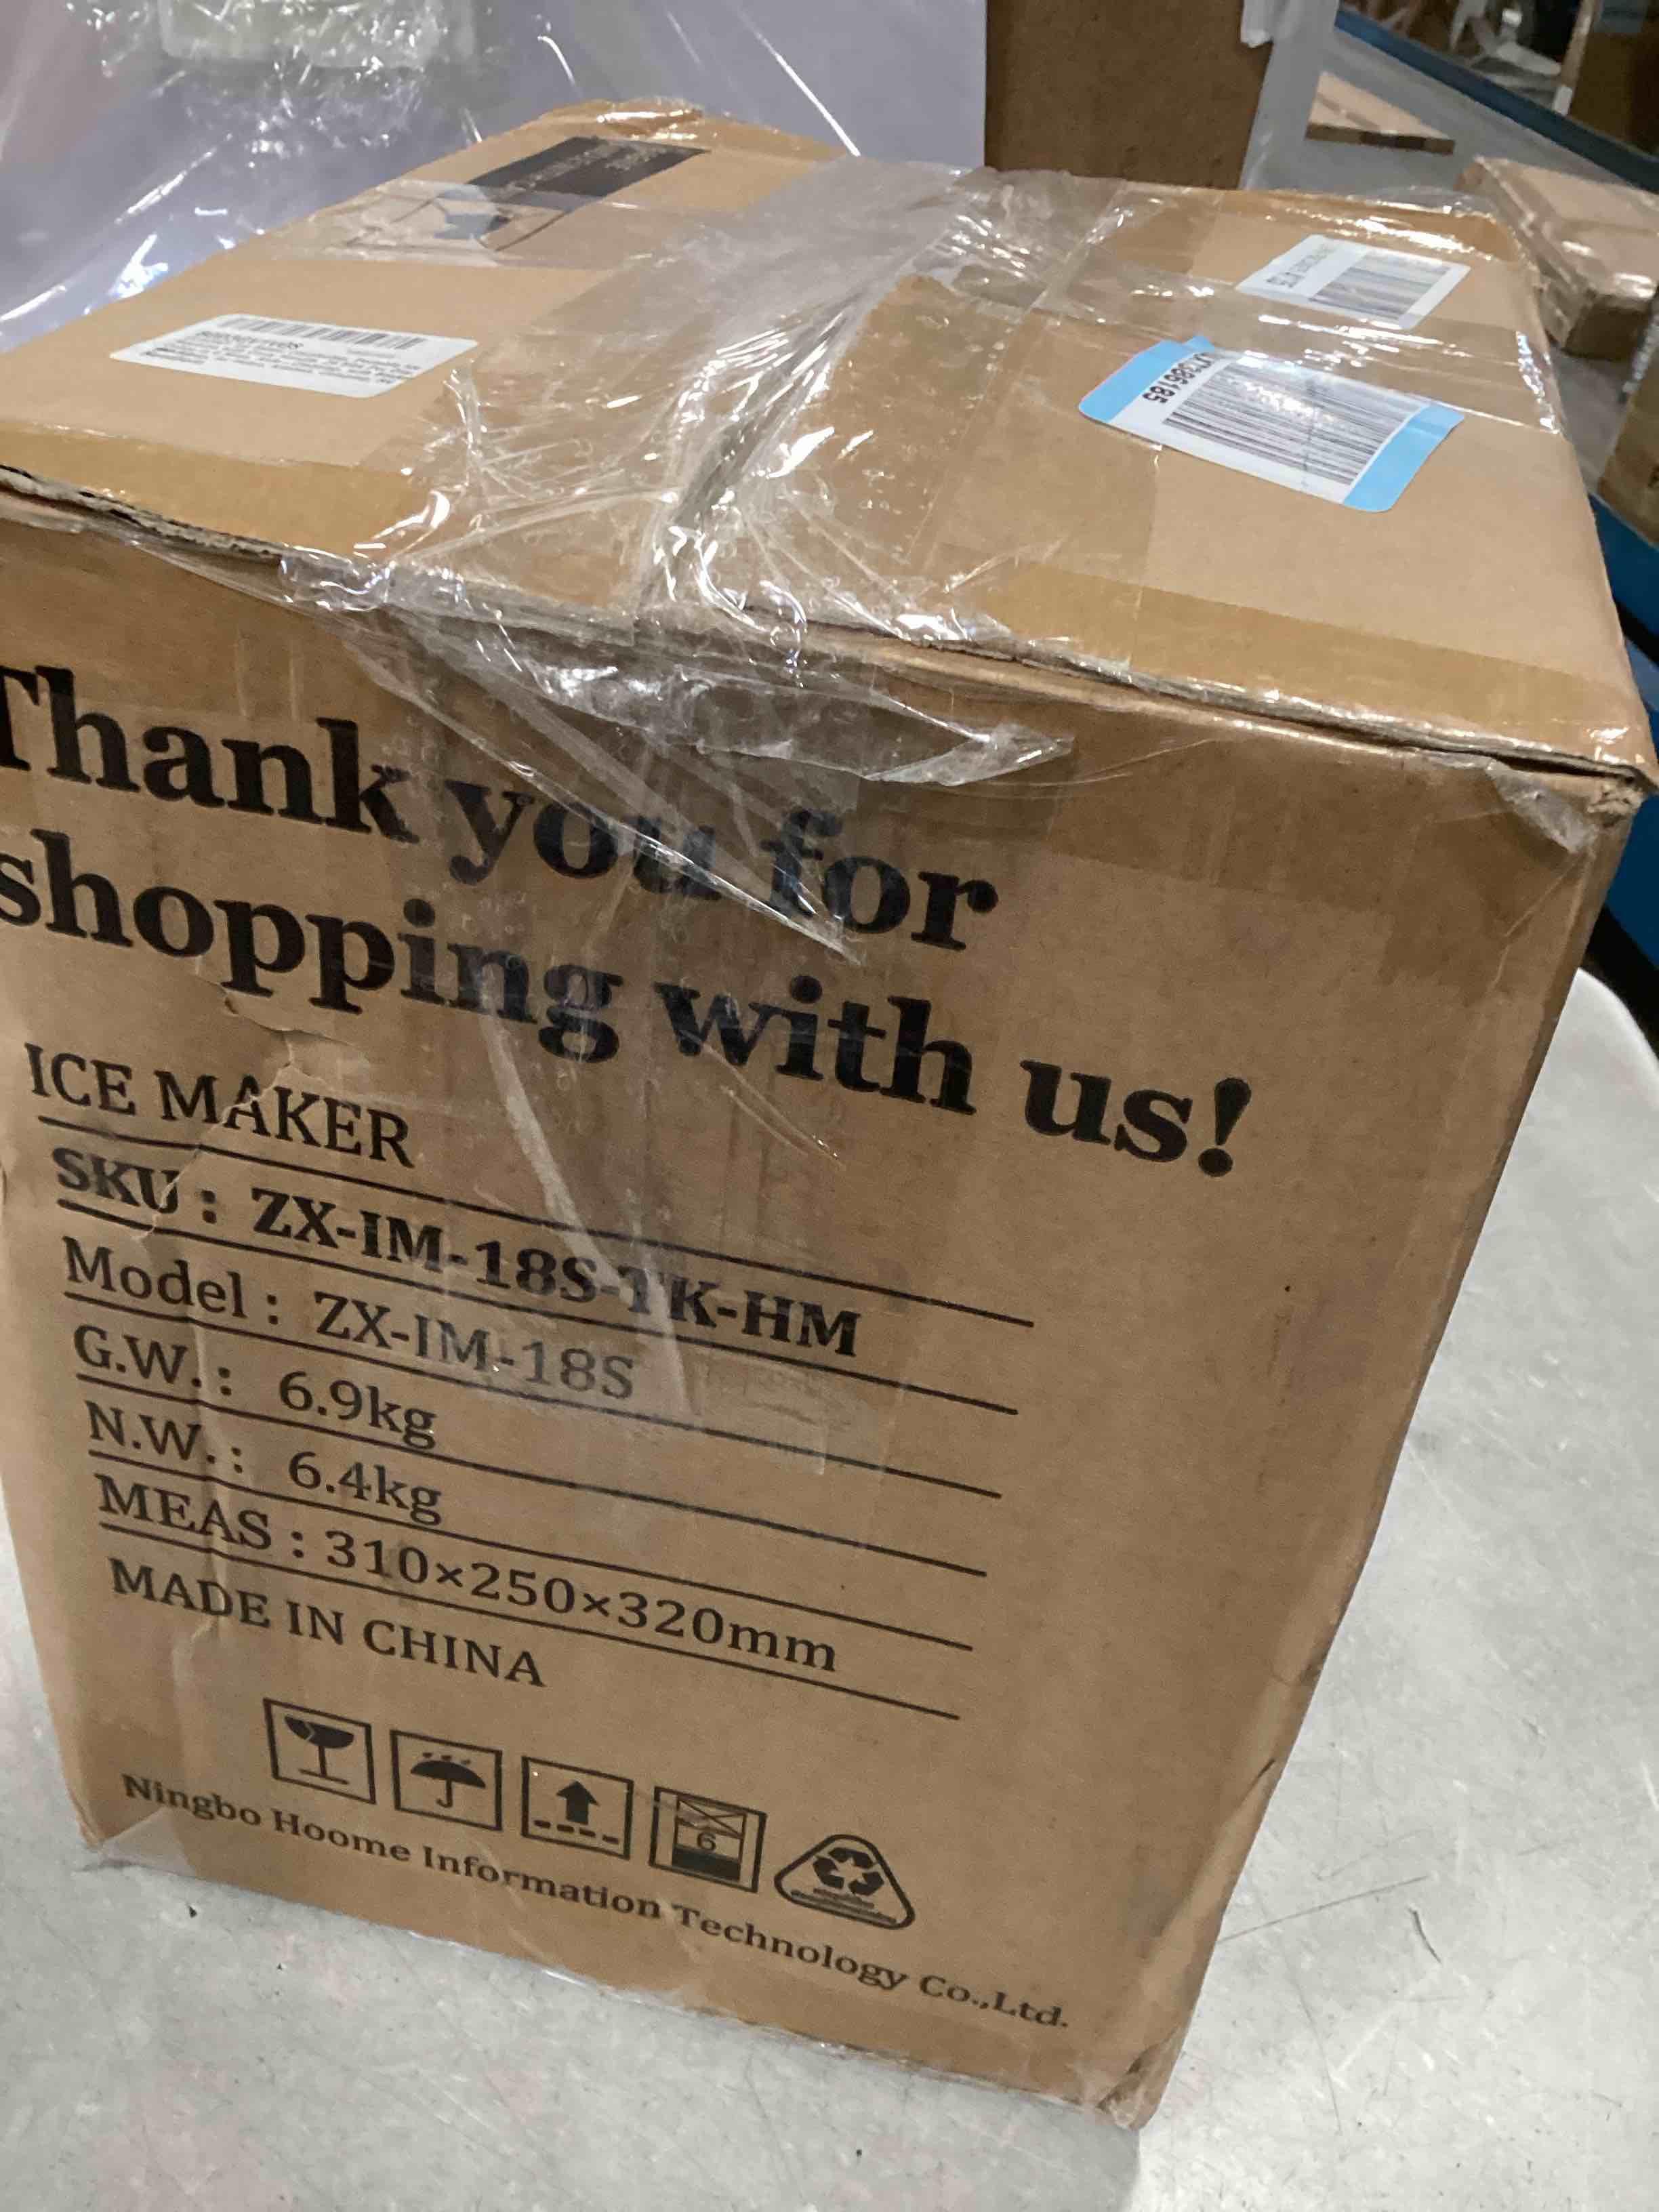 Thank you for
shopping with us!
ICE MAKER
SKU : ZX-IM-18S-TK-HM
Model : ZX-IM-18S
G.W. : 6.9kg
N.W. : 6.4kg
MEAS : 310×250×320mm
MADE IN CHINA
6
Ningbo Hoome Information Technology Co.,Ltd.